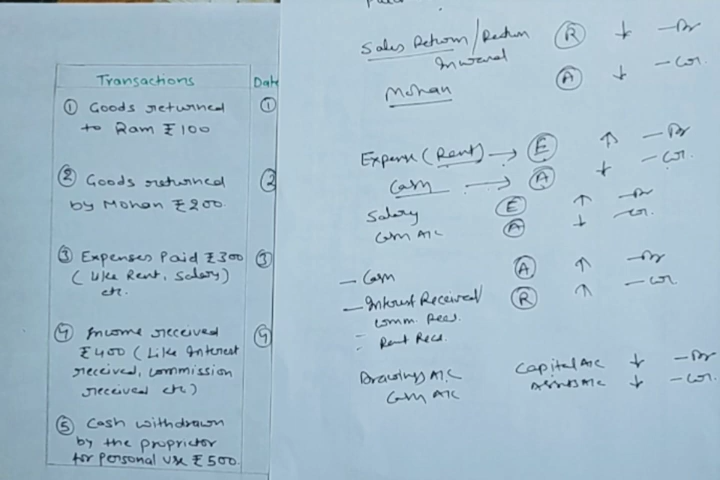 Transactions
Date
① Goods returned
to Ram ₹100
①
② Goods returned
by Mohan ₹200.
②
③ Expenses Paid ₹300
(Like Rent, Salary)
etc.
③
④ Income received
₹400 (Like Interest
received, commission
received etc)
④
⑤ Cash withdrawn
by the proprietor
for personal use ₹500.
Sales Return/Return Ⓡ ↓ - Dr
Inward
Mohan Ⓐ ↓ - Cr.
Expense (Rent) → Ⓔ ↑ - Dr
Cash → Ⓐ ↓ - Cr.
Salary Ⓔ ↑ - Dr
Cash A/C Ⓐ ↓ - Cr.
- Cash Ⓐ ↑ - Dr
- Interest Received Ⓡ ↑ - Cr.
Comm. Recd.
- Rent Recd.
Drawings A/C Capital A/C ↓ - Dr
Cash A/C Assets A/C ↓ - Cr.